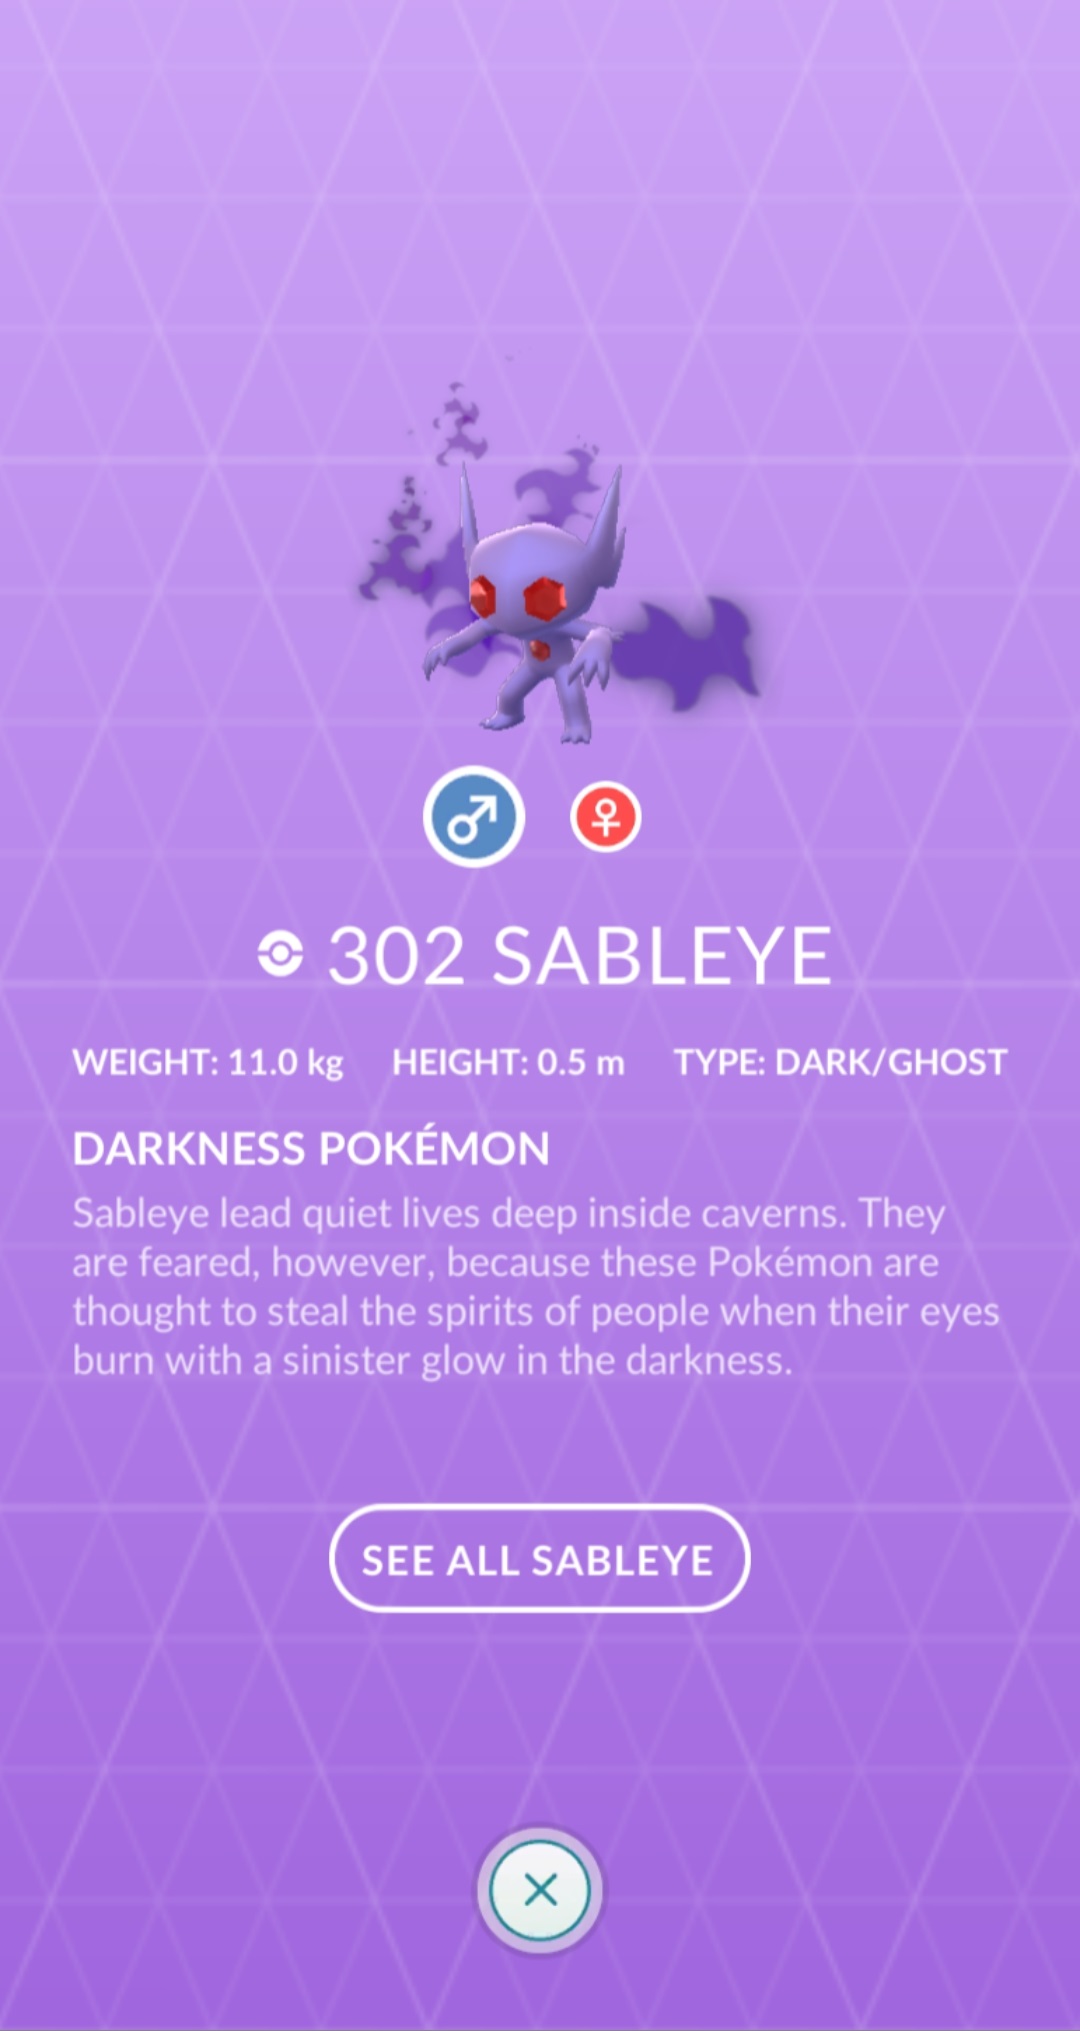 302 SABLEYE
WEIGHT: 11.0 kg HEIGHT: 0.5 m TYPE: DARK/GHOST
DARKNESS POKÉMON
Sableye lead quiet lives deep inside caverns. They
are feared, however, because these Pokémon are
thought to steal the spirits of people when their eyes
burn with a sinister glow in the darkness.
SEE ALL SABLEYE